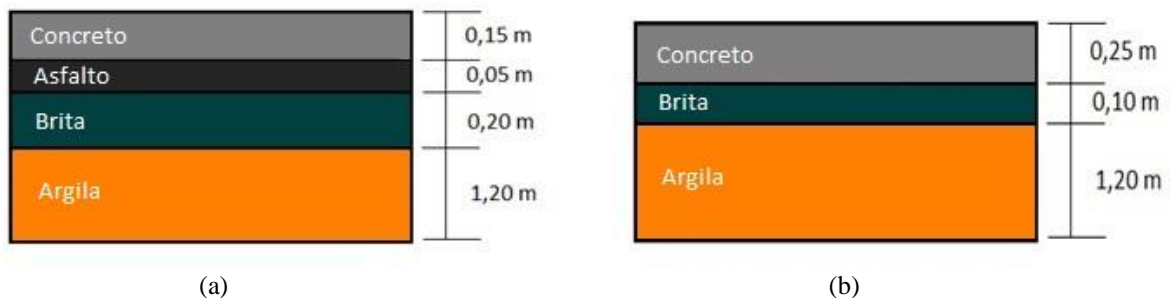 Concreto
0,15 m
Asfalto
0,05 m
Brita
0,20 m
Argila
1,20 m
(a)
Concreto
0,25 m
Brita
0,10 m
Argila
1,20 m
(b)